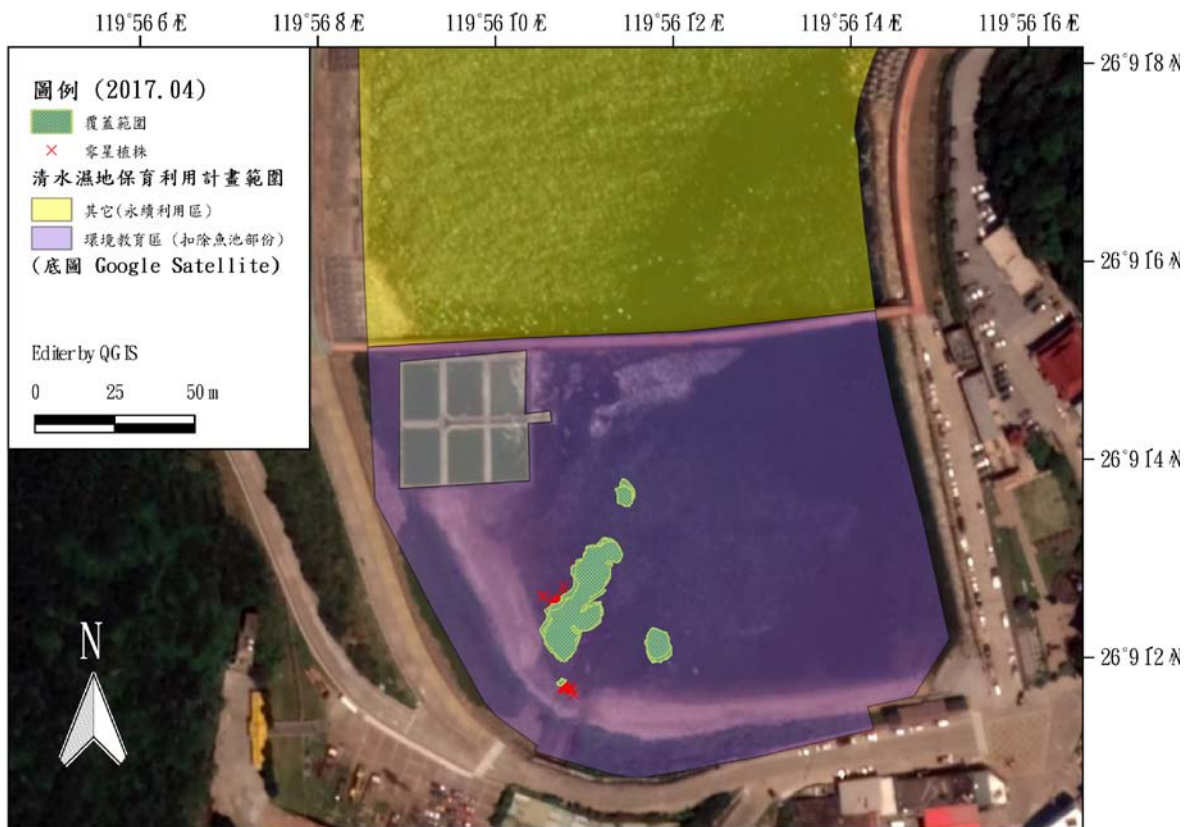 119°56′6″E 119°56′8″E 119°56′10″E 119°56′12″E 119°56′14″E 119°56′16″E
圖例 (2017.04)
覆蓋範圍
零星植株
清水濕地保育利用計畫範圍
其它(永續利用區)
環境教育區 (扣除魚池部份)
(底圖 Google Satellite)
Editer by QGIS
0 25 50 m
N
26°9′18″N
26°9′16″N
26°9′14″N
26°9′12″N